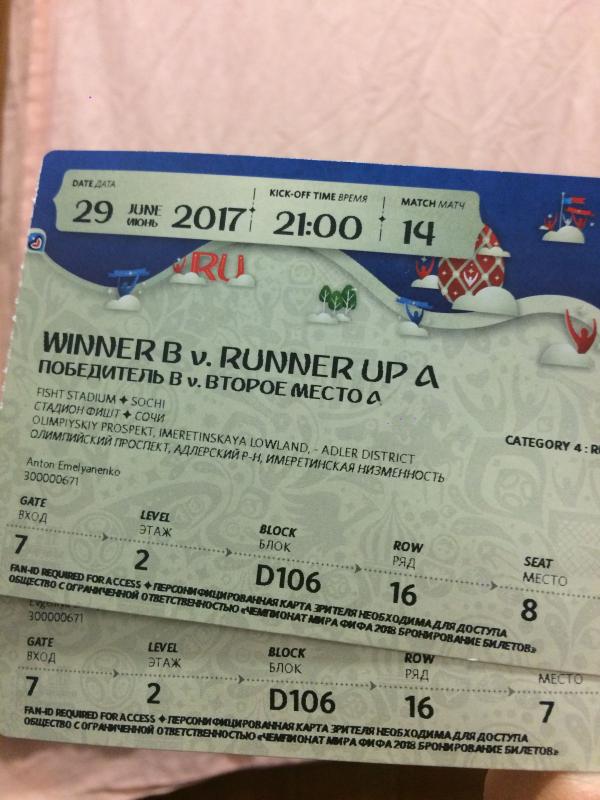 DATE ДАТА
29 JUNE ИЮНЬ 2017
KICK-OFF TIME ВРЕМЯ
21:00
MATCH МАТЧ
14
RU
WINNER B v. RUNNER UP A
ПОБЕДИТЕЛЬ B v. ВТОРОЕ МЕСТО A
FISHT STADIUM ✦ SOCHI
СТАДИОН ФИШТ ✦ СОЧИ
OLIMPIYSKIY PROSPEKT, IMERETINSKAYA LOWLAND, - ADLER DISTRICT
ОЛИМПИЙСКИЙ ПРОСПЕКТ, АДЛЕРСКИЙ Р-Н, ИМЕРЕТИНСКАЯ НИЗМЕННОСТЬ
CATEGORY 4 :
Anton Emelyanenko
300000671
GATE LEVEL BLOCK ROW SEAT
ВХОД ЭТАЖ БЛОК РЯД МЕСТО
7 2 D106 16 8
FAN-ID REQUIRED FOR ACCESS ✦ ПЕРСОНИФИЦИРОВАННАЯ КАРТА ЗРИТЕЛЯ НЕОБХОДИМА ДЛЯ ДОСТУПА
ОБЩЕСТВО С ОГРАНИЧЕННОЙ ОТВЕТСТВЕННОСТЬЮ «ЧЕМПИОНАТ МИРА ФИФА 2018 БРОНИРОВАНИЕ БИЛЕТОВ»
300000671
GATE LEVEL BLOCK ROW
ВХОД ЭТАЖ БЛОК РЯД МЕСТО
7 2 D106 16 7
FAN-ID REQUIRED FOR ACCESS ✦ ПЕРСОНИФИЦИРОВАННАЯ КАРТА ЗРИТЕЛЯ НЕОБХОДИМА ДЛЯ ДОСТУПА
ОБЩЕСТВО С ОГРАНИЧЕННОЙ ОТВЕТСТВЕННОСТЬЮ «ЧЕМПИОНАТ МИРА ФИФА 2018 БРОНИРОВАНИЕ БИЛЕТОВ»